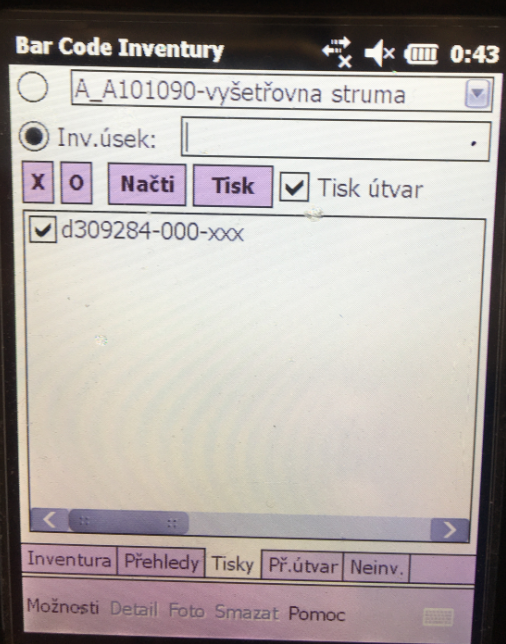 Bar Code Inventury 0:43
A_A101090-vyšetřovna struma
Inv.úsek:
X O Načti Tisk Tisk útvar
d309284-000-xxx
Inventura Přehledy Tisky Př.útvar Neinv.
Možnosti Detail Foto Smazat Pomoc